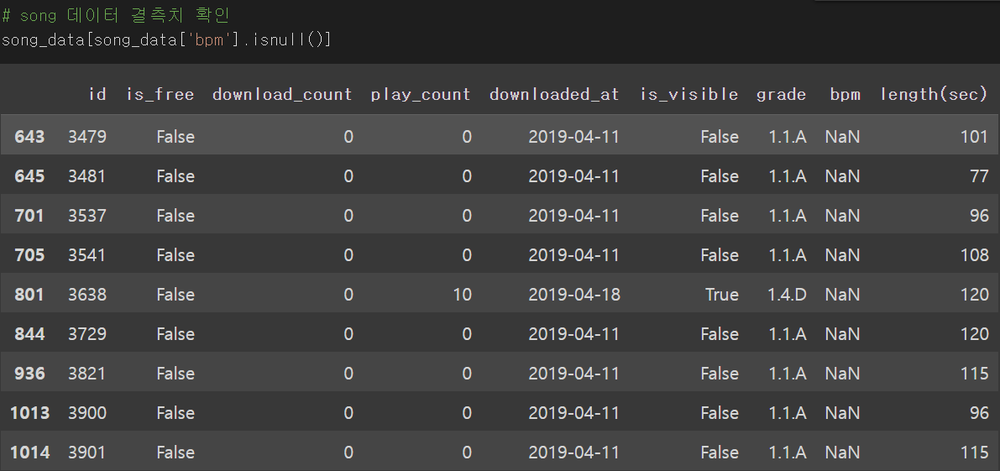 # song 데이터 결측치 확인
song_data[song_data['bpm'].isnull()]
id is_free download_count play_count downloaded_at is_visible grade bpm length(sec)
643 3479 False 0 0 2019-04-11 False 1.1.A NaN 101
645 3481 False 0 0 2019-04-11 False 1.1.A NaN 77
701 3537 False 0 0 2019-04-11 False 1.1.A NaN 96
705 3541 False 0 0 2019-04-11 False 1.1.A NaN 108
801 3638 False 0 10 2019-04-18 True 1.4.D NaN 120
844 3729 False 0 0 2019-04-11 False 1.1.A NaN 120
936 3821 False 0 0 2019-04-11 False 1.1.A NaN 115
1013 3900 False 0 0 2019-04-11 False 1.1.A NaN 96
1014 3901 False 0 0 2019-04-11 False 1.1.A NaN 115